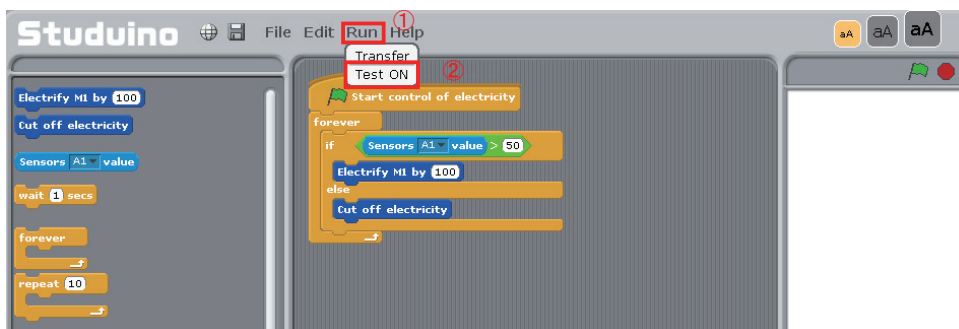 Studuino File Edit Run Help ①
aA aA aA
Transfer
Test ON ②
Electrify M1 by 100
Cut off electricity
Sensors A1 value
wait 1 secs
forever
repeat 10
Start control of electricity
forever
if Sensors A1 value > 50
Electrify M1 by 100
else
Cut off electricity